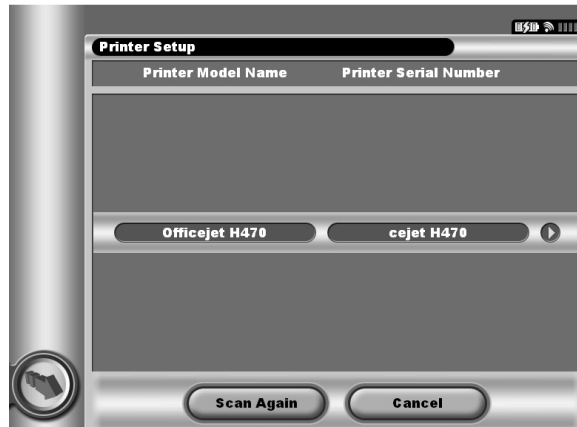 Printer Setup
Printer Model Name Printer Serial Number
Officejet H470 cejet H470
Scan Again Cancel